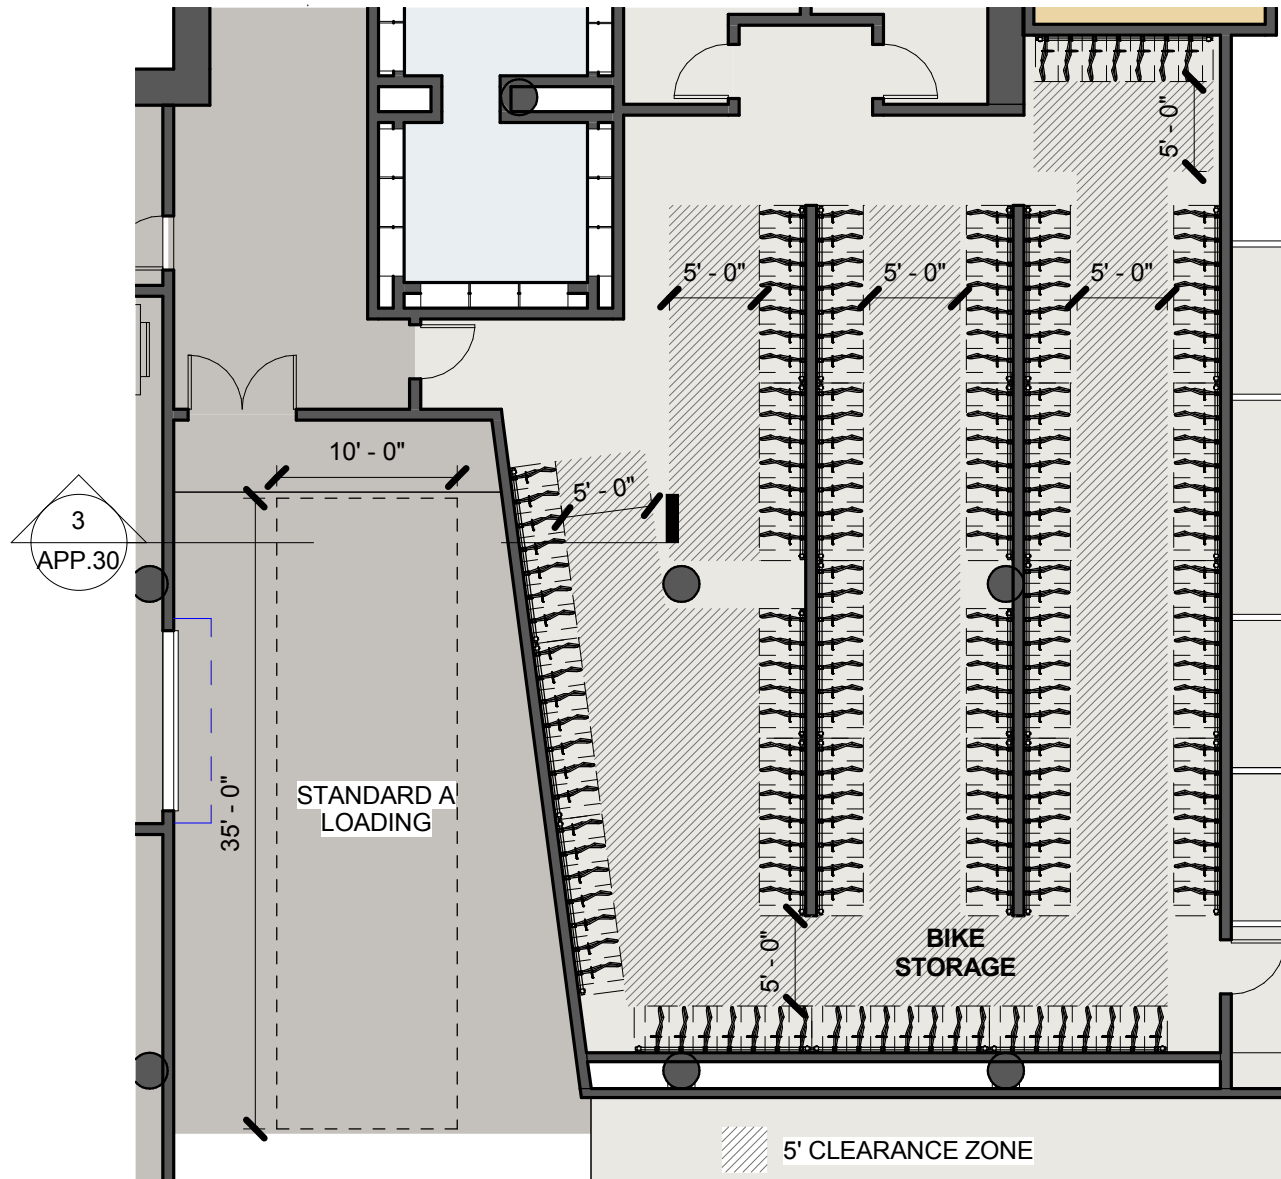 5' - 0"
5' - 0"
5' - 0"
5' - 0"
10' - 0"
5' - 0"
3
APP.30
35' - 0"
STANDARD A
LOADING
BIKE
STORAGE
5' - 0"
5' CLEARANCE ZONE